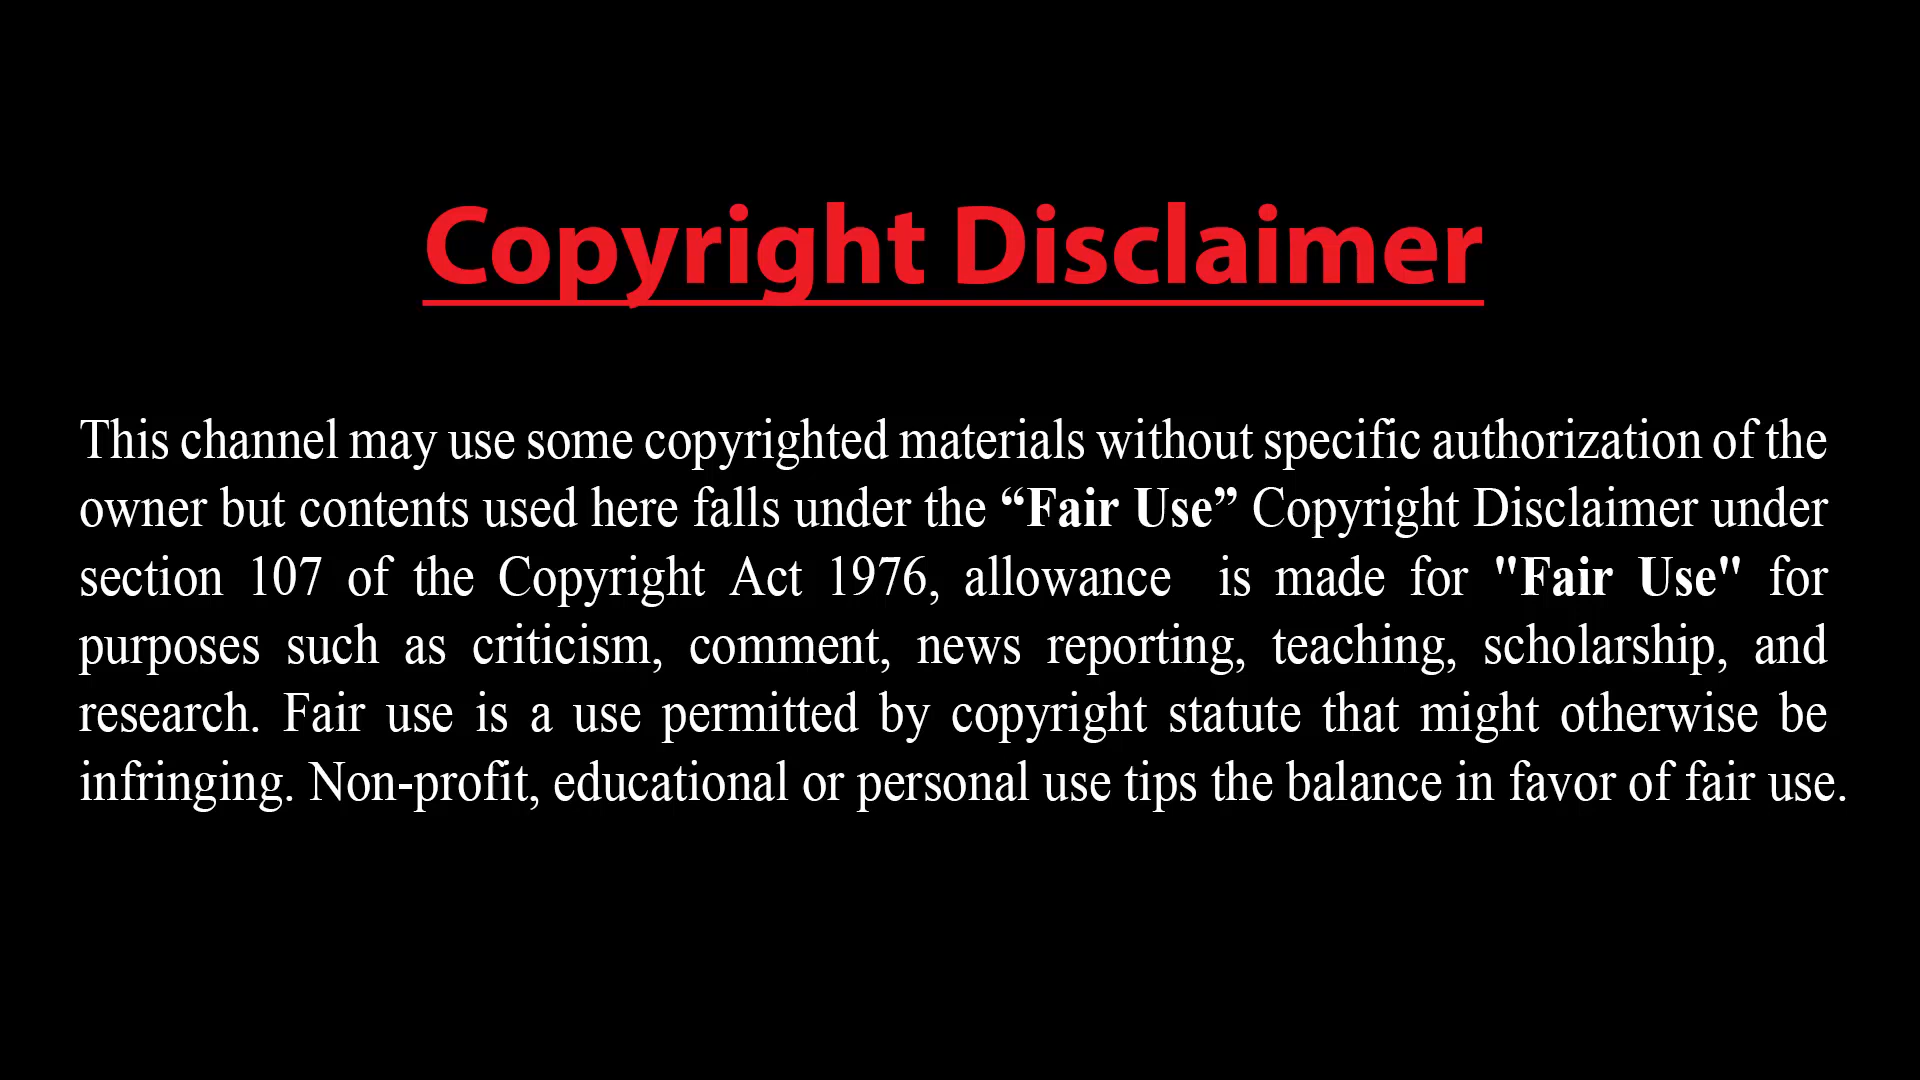 Copyright Disclaimer
This channel may use some copyrighted materials without specific authorization of the
owner but contents used here falls under the “Fair Use” Copyright Disclaimer under
section 107 of the Copyright Act 1976, allowance is made for "Fair Use" for
purposes such as criticism, comment, news reporting, teaching, scholarship, and
research. Fair use is a use permitted by copyright statute that might otherwise be
infringing. Non-profit, educational or personal use tips the balance in favor of fair use.